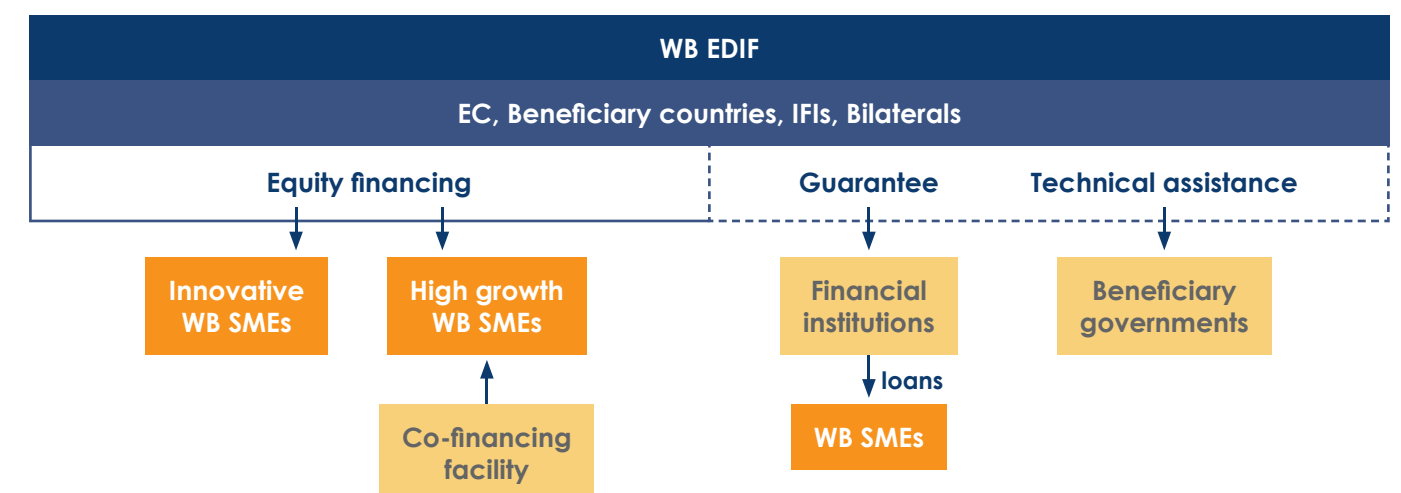 WB EDIF
EC, Beneficiary countries, IFIs, Bilaterals
Equity financing
Guarantee
Technical assistance
Innovative
WB SMEs
High growth
WB SMEs
Financial
institutions
Beneficiary
governments
loans
Co-financing
facility
WB SMEs